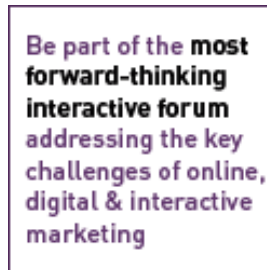 Be part of the most
forward-thinking
interactive forum
addressing the key
challenges of online,
digital & interactive
marketing